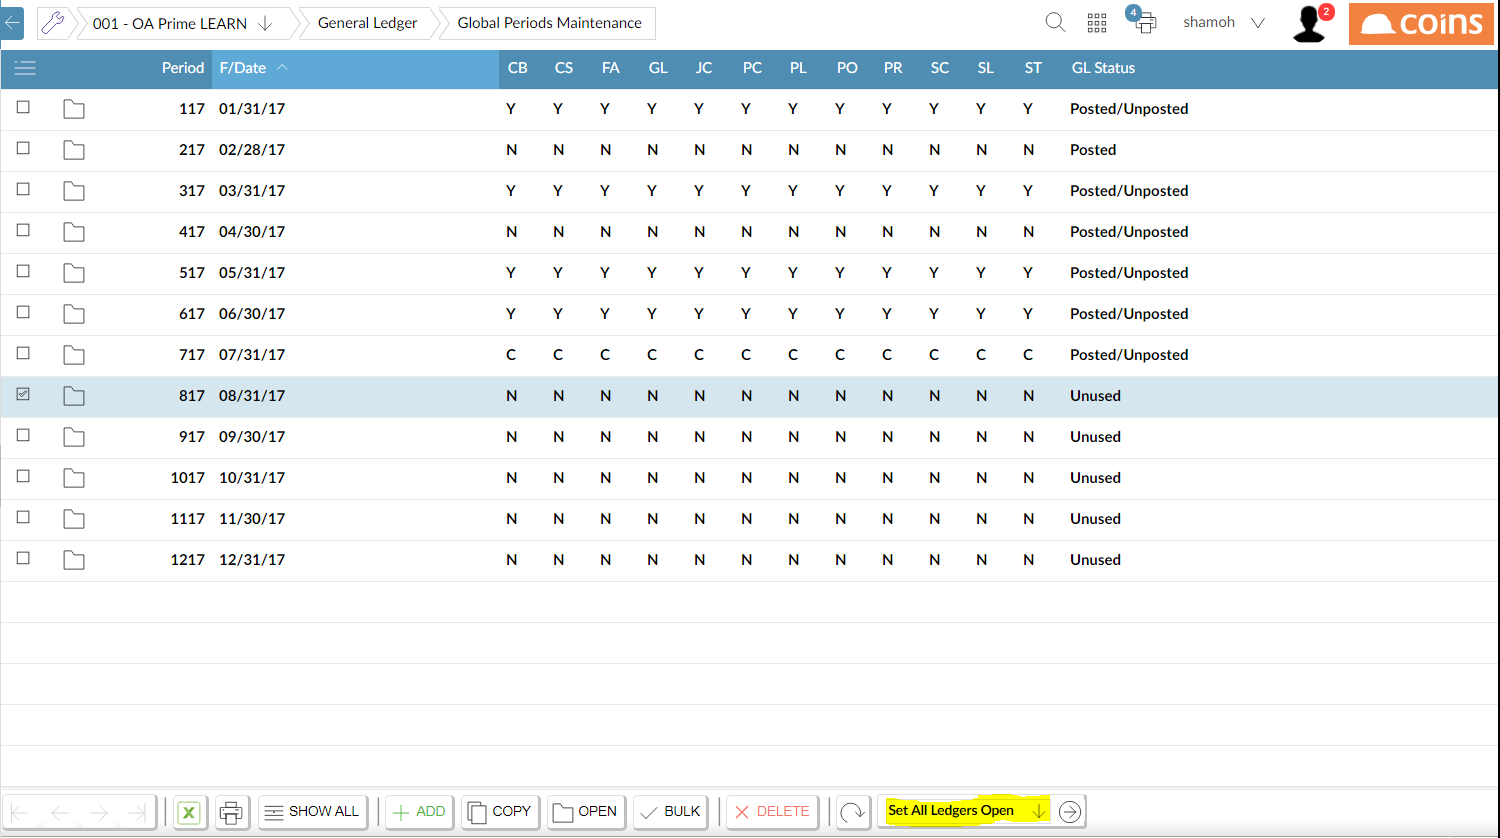 001 - OA Prime LEARN General Ledger Global Periods Maintenance 4 shamoh 2 coins
Period F/Date CB CS FA GL JC PC PL PO PR SC SL ST GL Status
117 01/31/17 Y Y Y Y Y Y Y Y Y Y Y Y Posted/Unposted
217 02/28/17 N N N N N N N N N N N N Posted
317 03/31/17 Y Y Y Y Y Y Y Y Y Y Y Y Posted/Unposted
417 04/30/17 N N N N N N N N N N N N Posted/Unposted
517 05/31/17 Y Y Y Y Y Y Y Y Y Y Y Y Posted/Unposted
617 06/30/17 Y Y Y Y Y Y Y Y Y Y Y Y Posted/Unposted
717 07/31/17 C C C C C C C C C C C C Posted/Unposted
817 08/31/17 N N N N N N N N N N N N Unused
917 09/30/17 N N N N N N N N N N N N Unused
1017 10/31/17 N N N N N N N N N N N N Unused
1117 11/30/17 N N N N N N N N N N N N Unused
1217 12/31/17 N N N N N N N N N N N N Unused
X SHOW ALL ADD COPY OPEN BULK DELETE Set All Ledgers Open